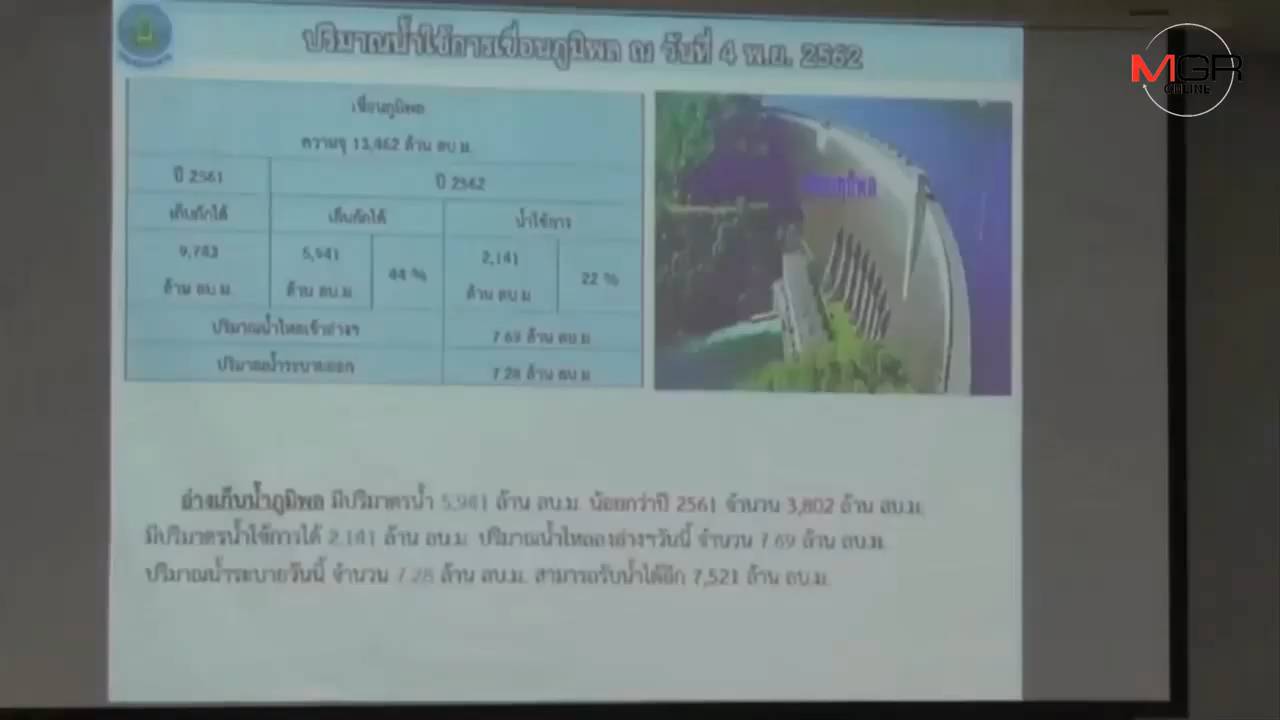 ปริมาณน้ำใช้การเขื่อนภูมิพล ณ วันที่ 4 พ.ย. 2562
MGR
ONLINE
เขื่อนภูมิพล
ความจุ 13,462 ล้าน ลบ.ม.
ปี 2561
ปี 2562
เก็บกักได้
เก็บกักได้
น้ำใช้การ
9,743
ล้าน ลบ.ม.
5,941
ล้าน ลบ.ม
44 %
2,141
ล้าน ลบ.ม
22 %
ปริมาณน้ำไหลเข้าอ่างฯ
7.69 ล้าน ลบ.ม
ปริมาณน้ำระบายออก
7.28 ล้าน ลบ.ม
อ่างเก็บน้ำภูมิพล มีปริมาตรน้ำ 5,941 ล้าน ลบ.ม. น้อยกว่าปี 2561 จำนวน 3,802 ล้าน ลบ.ม.
มีปริมาตรน้ำใช้การได้ 2,141 ล้าน ลบ.ม. ปริมาณน้ำไหลลงอ่างฯวันนี้ จำนวน 7.69 ล้าน ลบ.ม.
ปริมาณน้ำระบายวันนี้ จำนวน 7.28 ล้าน ลบ.ม. สามารถรับน้ำได้อีก 7,521 ล้าน ลบ.ม.